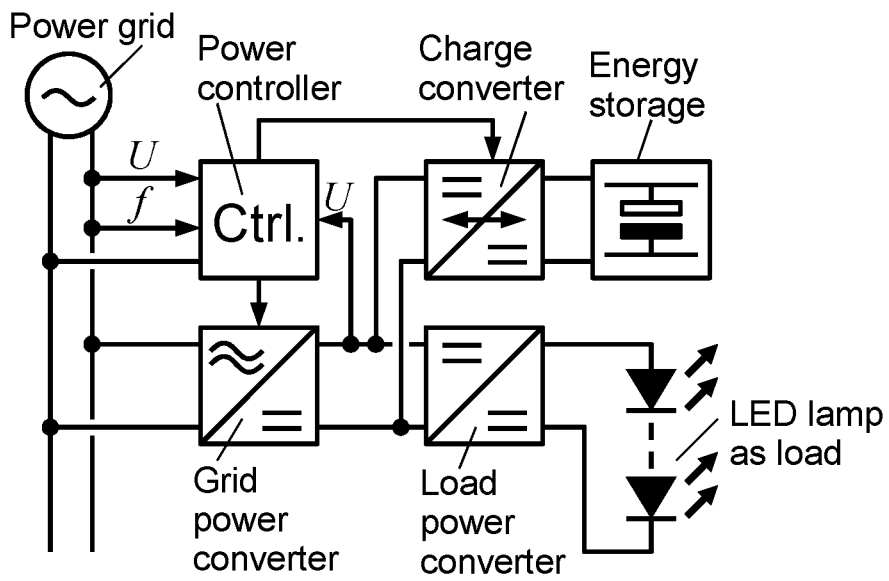 Power grid
Power
controller
Charge
converter
Energy
storage
U
f
U
Ctrl.
Grid
power
converter
Load
power
converter
LED lamp
as load